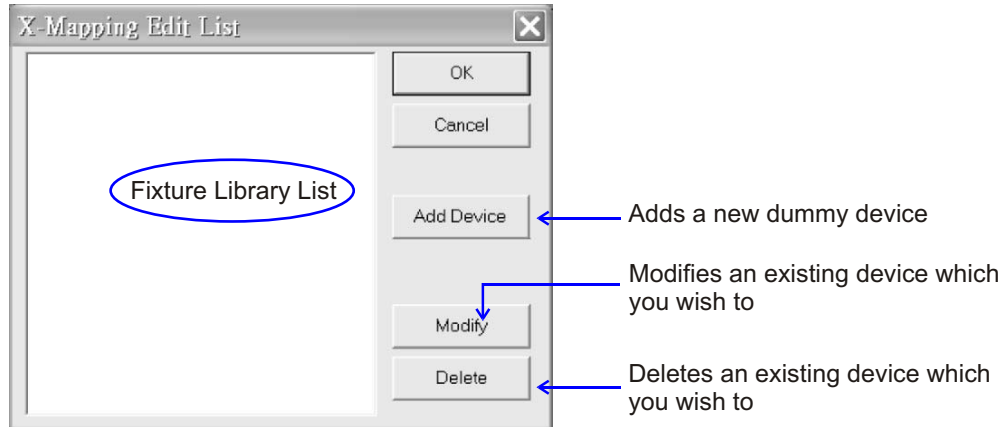 X-Mapping Edit List
OK
Cancel
Fixture Library List
Add Device
Adds a new dummy device
Modifies an existing device which
you wish to
Modify
Delete
Deletes an existing device which
you wish to